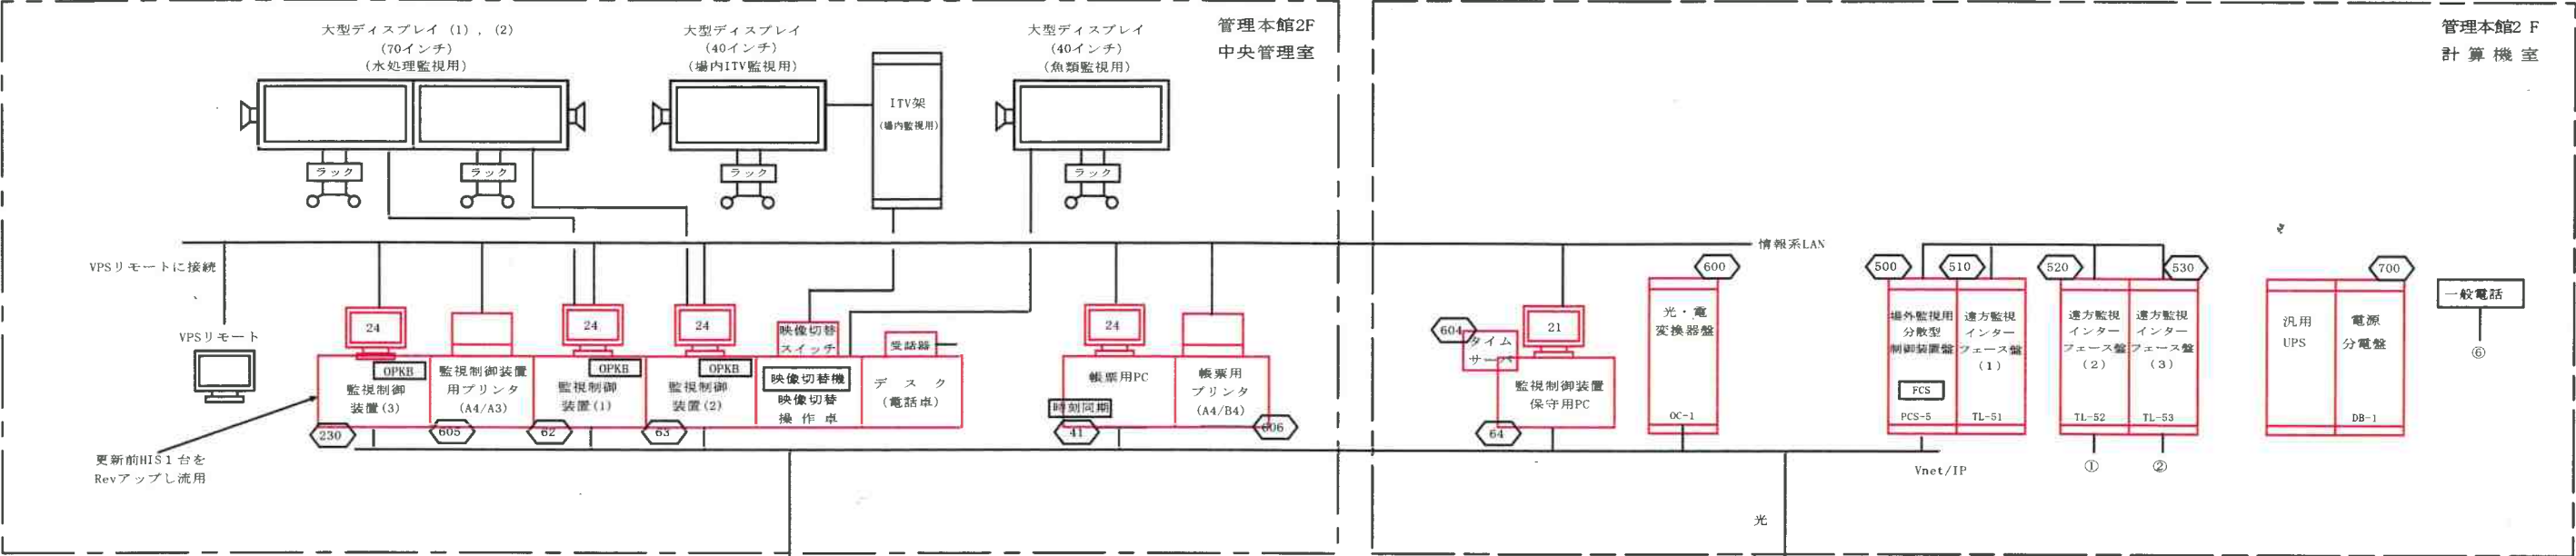 大型ディスプレイ (1) , (2)
(70インチ)
(水処理監視用)
大型ディスプレイ
(40インチ)
(場内ITV監視用)
大型ディスプレイ
(40インチ)
(魚類監視用)
管理本館2F
中央管理室
管理本館2 F
計 算 機 室
ITV架
(場内監視用)
ラック
ラック
ラック
ラック
情報系LAN
VPSリモートに接続
VPSリモート
24
OPKB
監視制御
装置(3)
230
監視制御装置
用プリンタ
(A4/A3)
605
24
OPKB
監視制御
装置(1)
62
24
OPKB
監視制御
装置(2)
63
映像切替
スイッチ
映像切替機
映像切替
操 作 卓
受話器
デ ス ク
(電話卓)
24
帳票用PC
時刻同期
41
帳票用
プリンタ
(A4/B4)
606
604
タイム
サーバ
21
監視制御装置
保守用PC
64
600
光・電
変換器盤
OC-1
500
場外監視用
分散型
制御装置盤
FCS
PCS-5
510
遠方監視
インター
フェース盤
(1)
TL-51
520
遠方監視
インター
フェース盤
(2)
TL-52
530
遠方監視
インター
フェース盤
(3)
TL-53
汎用
UPS
700
電源
分電盤
DB-1
一般電話
⑥
更新前HIS１台を
Revアップし流用
Vnet/IP
①
②
光